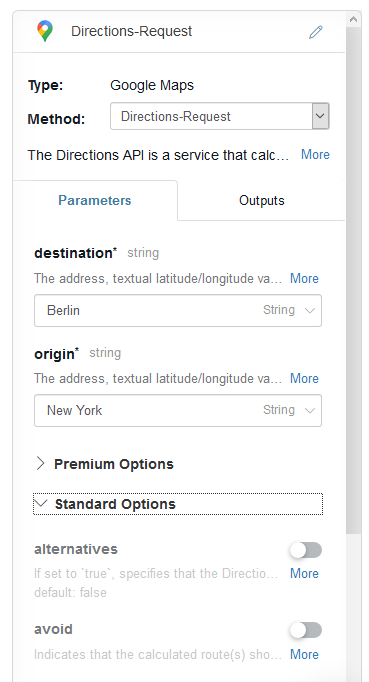 Directions-Request
Type: Google Maps
Method: Directions-Request
The Directions API is a service that calc... More
Parameters Outputs
destination* string
The address, textual latitude/longitude va... More
Berlin String
origin* string
The address, textual latitude/longitude va... More
New York String
Premium Options
Standard Options
alternatives
If set to `true`, specifies that the Directio... More
default: false
avoid
Indicates that the calculated route(s) sho... More